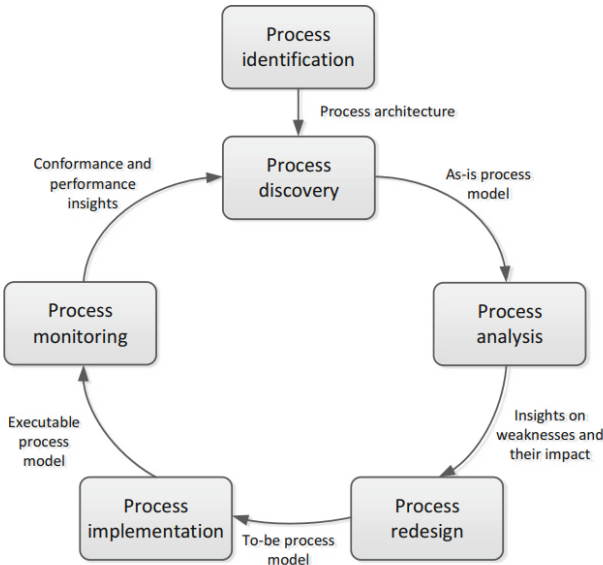 Process
identification
Process architecture
Process
discovery
As-is process
model
Process
analysis
Insights on
weaknesses and
their impact
Process
redesign
To-be process
model
Process
implementation
Executable
process
model
Process
monitoring
Conformance and
performance
insights